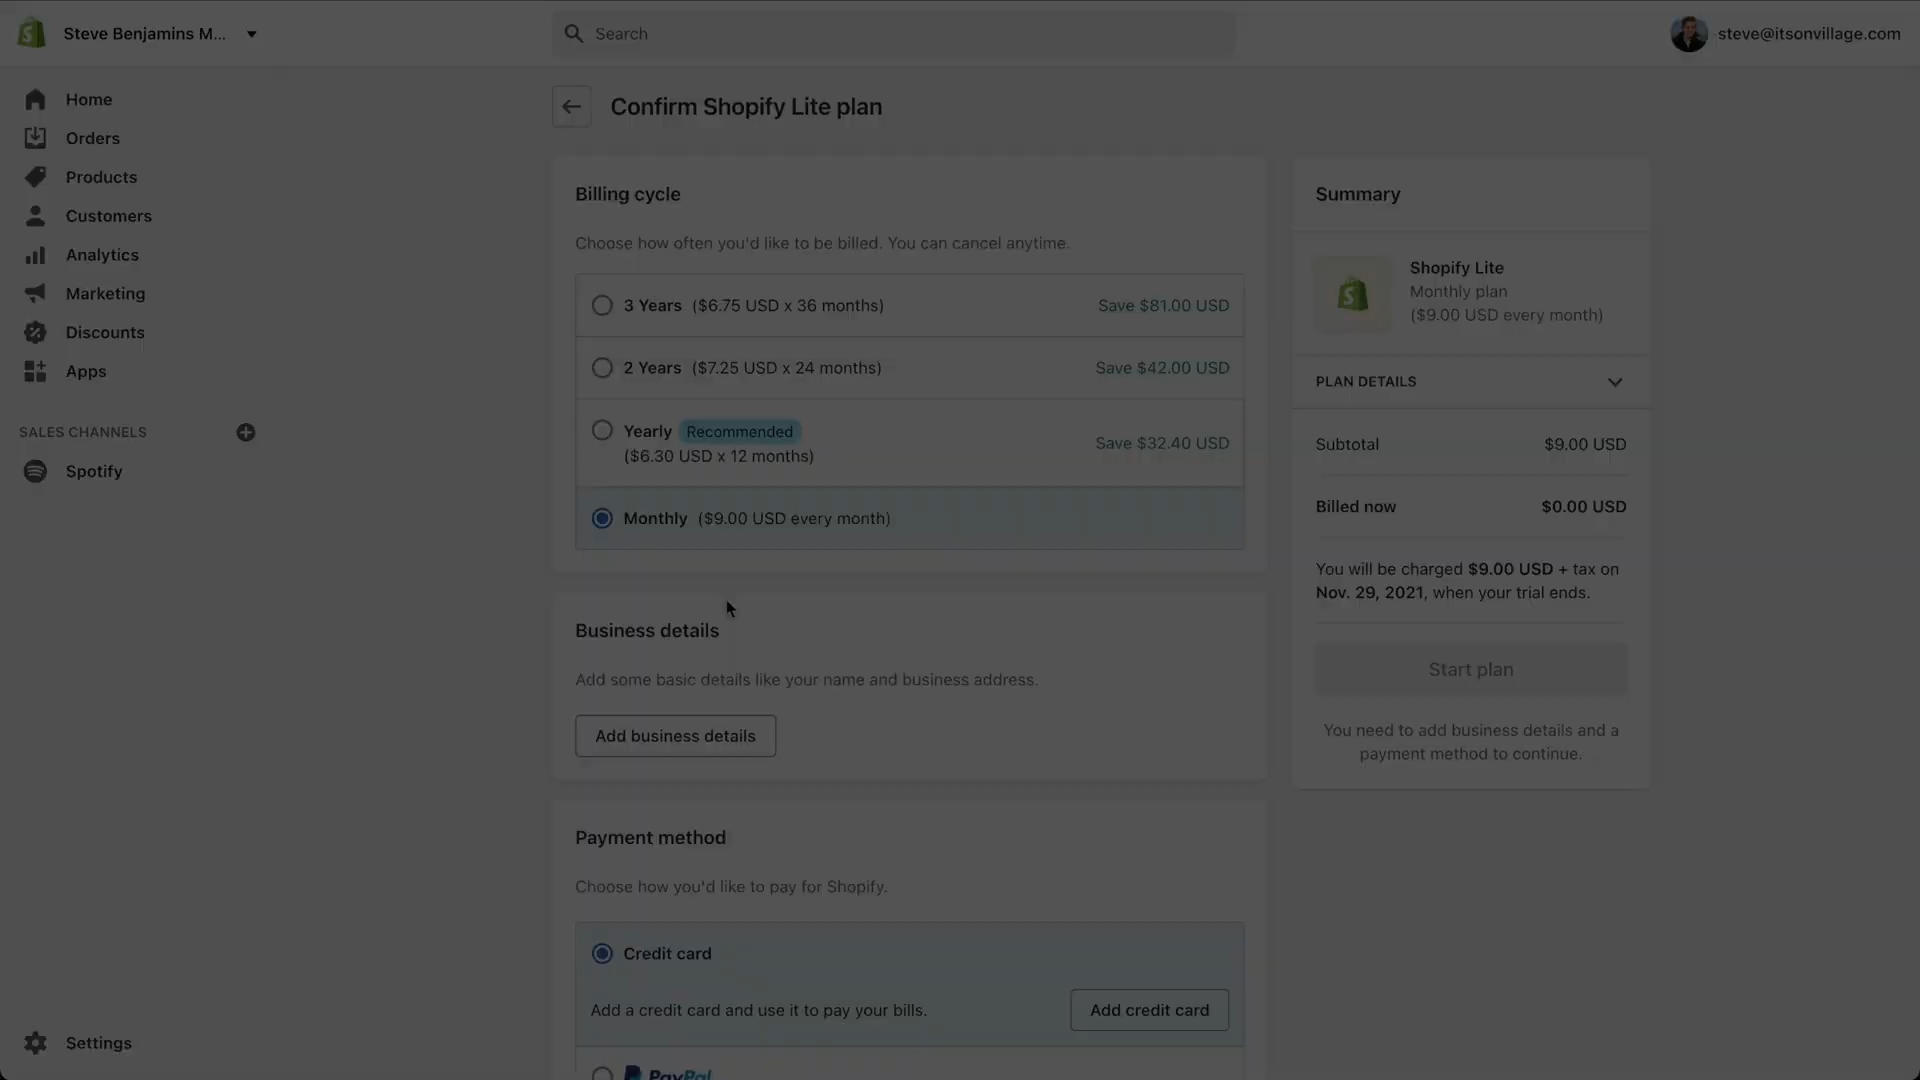 Steve Benjamins M...
Search
steve@itsonvillage.com
Home
Orders
Products
Customers
Analytics
Marketing
Discounts
Apps
SALES CHANNELS
Spotify
Settings
Confirm Shopify Lite plan
Billing cycle
Choose how often you'd like to be billed. You can cancel anytime.
3 Years ($6.75 USD x 36 months) Save $81.00 USD
2 Years ($7.25 USD x 24 months) Save $42.00 USD
Yearly Recommended
($6.30 USD x 12 months) Save $32.40 USD
Monthly ($9.00 USD every month)
Business details
Add some basic details like your name and business address.
Add business details
Payment method
Choose how you'd like to pay for Shopify.
Credit card
Add a credit card and use it to pay your bills. Add credit card
PayPal
Summary
Shopify Lite
Monthly plan
($9.00 USD every month)
PLAN DETAILS
Subtotal $9.00 USD
Billed now $0.00 USD
You will be charged $9.00 USD + tax on
Nov. 29, 2021, when your trial ends.
Start plan
You need to add business details and a
payment method to continue.